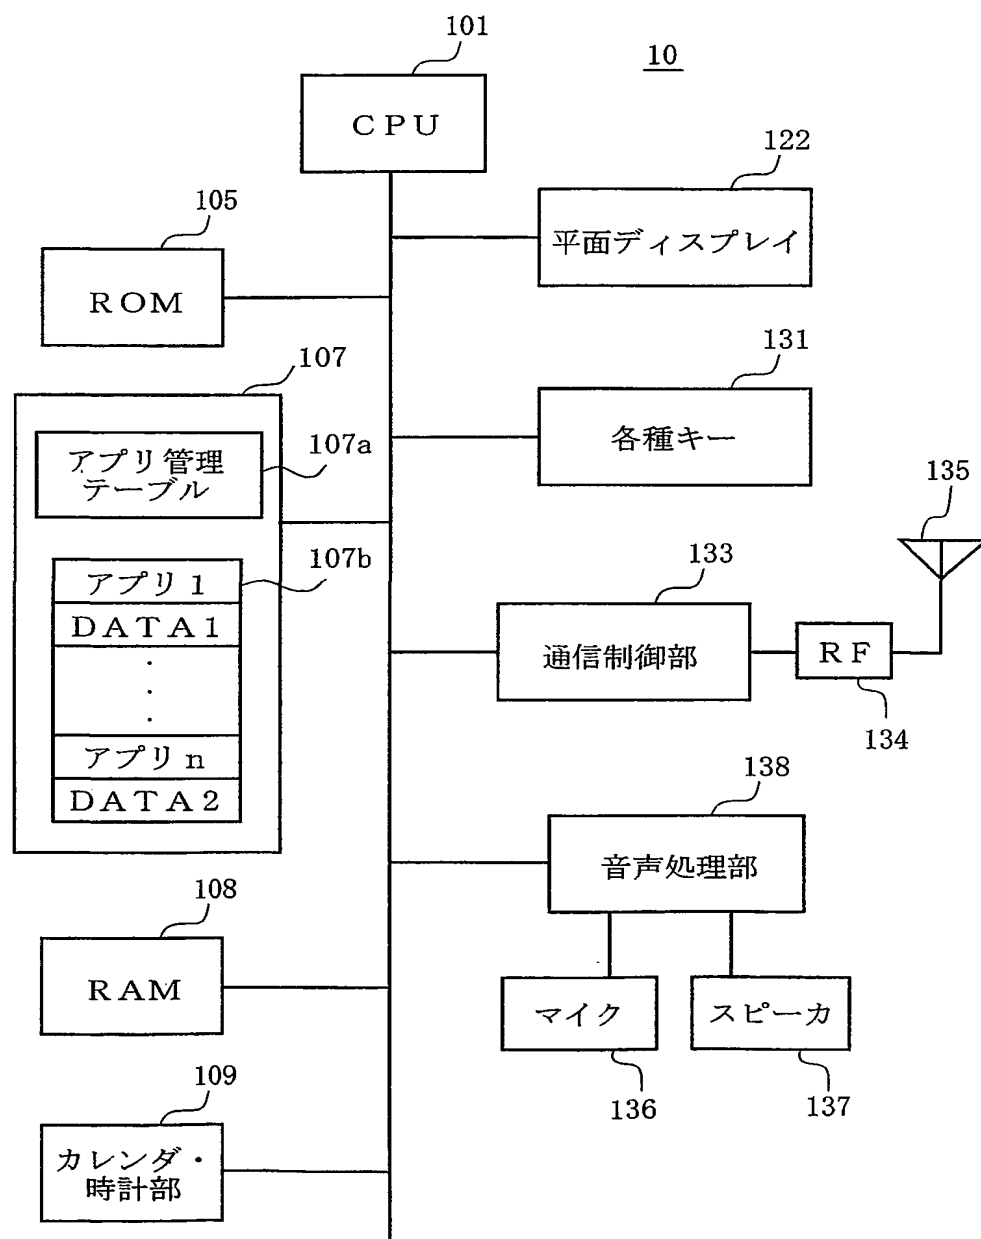 101
10
CPU
122
平面ディスプレイ
105
ROM
131
各種キー
107
107a
アプリ管理
テーブル
135
107b
アプリ1
DATA1
・
・
・
アプリn
DATA2
133
通信制御部
RF
134
138
音声処理部
108
RAM
マイク
スピーカ
136
137
109
カレンダ・
時計部